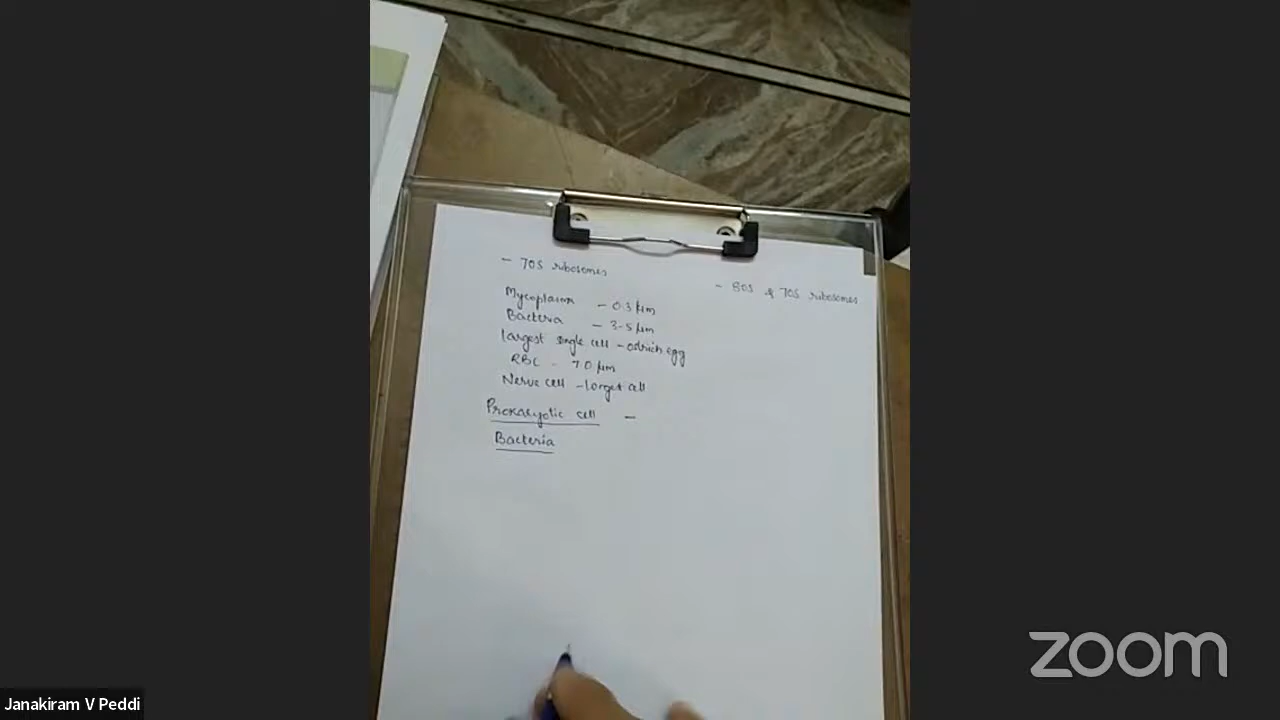 - 70S ribosomes
- 80S & 70S ribosomes
Mycoplasma - 0.3 µm
Bacteria - 3-5 µm
largest single cell - ostrich egg
RBC - 7.0 µm
Nerve cell - longest cell
Prokaryotic cell -
Bacteria
zoom
Janakiram V Peddi